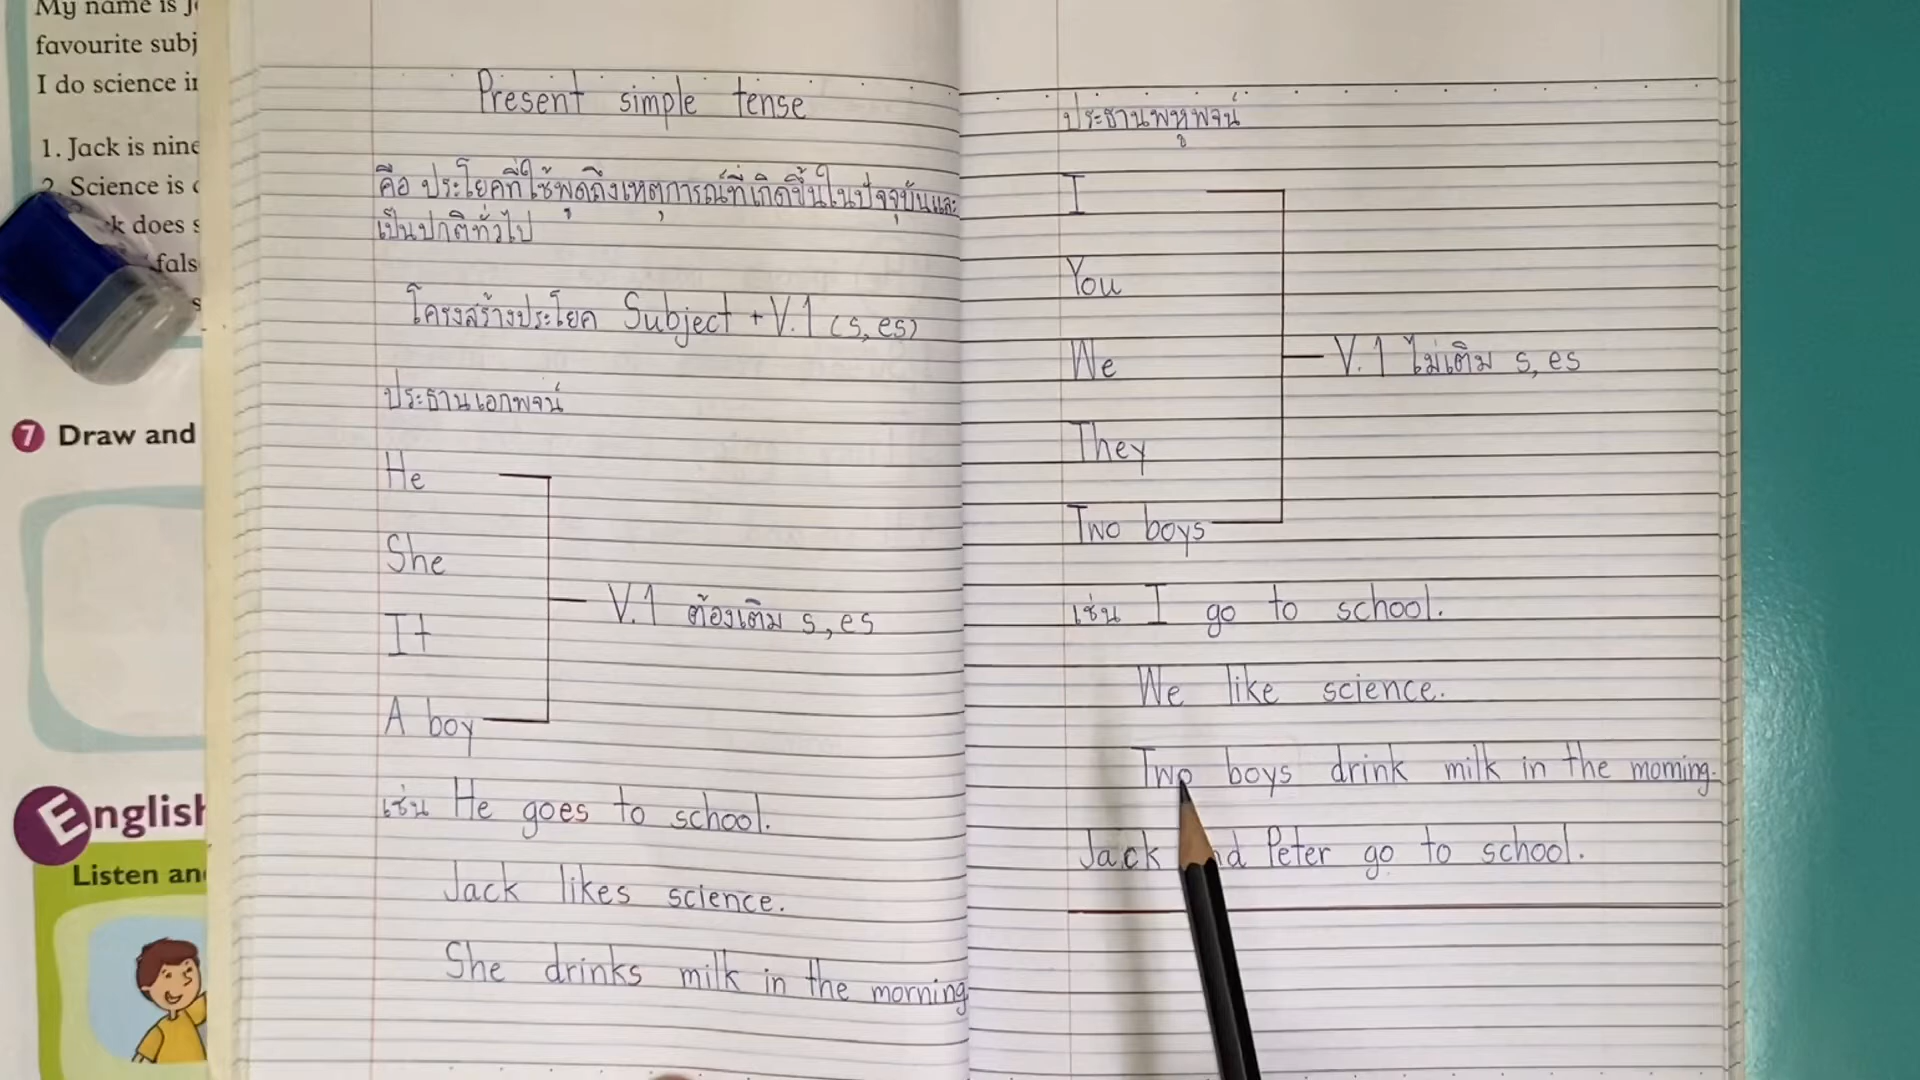 My name is J
favourite subj
I do science in
1. Jack is nine
2. Science is
k does s
fals
7 Draw and
English
Listen an
Present simple tense
คือ ประโยคที่ใช้พูดถึงเหตุการณ์ที่เกิดขึ้นในปัจจุบันและ
เป็นปกติทั่วไป
โครงสร้างประโยค Subject + V.1 (s, es)
ประธานเอกพจน์
He
She
It
A boy
V.1 ต้องเติม s, es
เช่น He goes to school.
Jack likes science.
She drinks milk in the morning
ประธานพหูพจน์
I
You
We
They
Two boys
V.1 ไม่เติม s, es
เช่น I go to school.
We like science.
Two boys drink milk in the morning.
Jack nd Peter go to school.